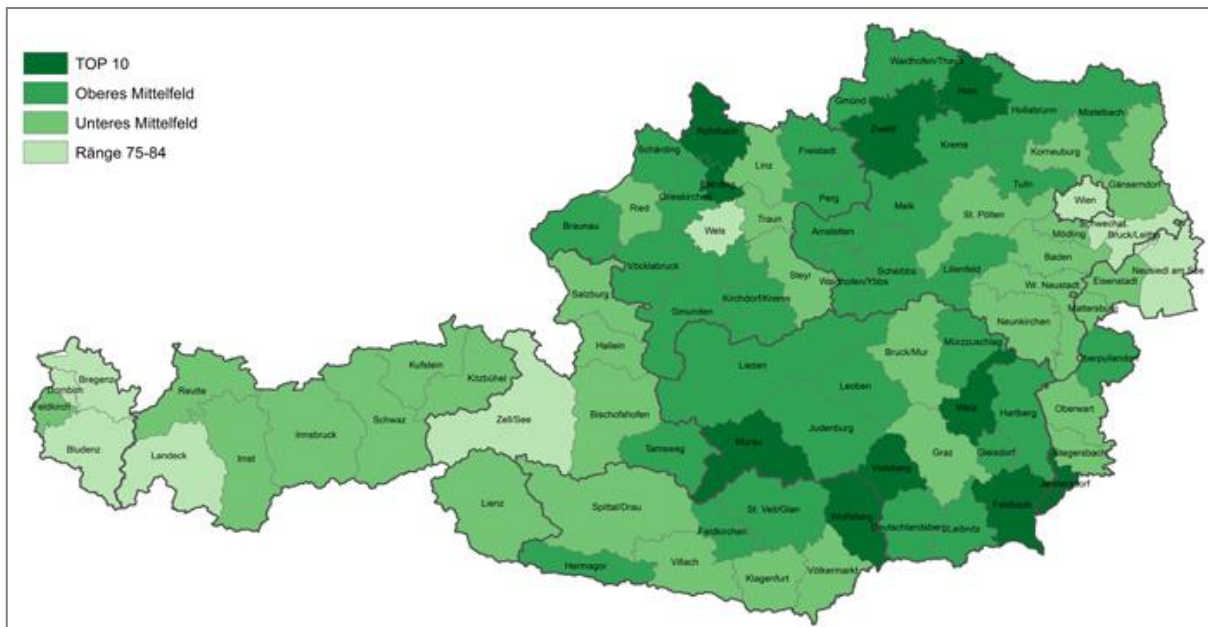 TOP 10
Oberes Mittelfeld
Unteres Mittelfeld
Ränge 75-84
Waidhofen/Thaya
Horn
Gmünd
Hollabrunn
Mistelbach
Zwettl
Rohrbach
Schärding
Linz
Freistadt
Krems
Korneuburg
Eferding
Grieskirchen
Perg
Tulln
Gänserndorf
Wien
Ried
Wels
Traun
Melk
St. Pölten
Schwechat
Bruck/Leitha
Braunau
Amstetten
Mödling
Baden
Vöcklabruck
Steyr
Scheibbs
Lilienfeld
Neusiedl am See
Waidhofen/Ybbs
Eisenstadt
Salzburg
Kirchdorf/Krems
Wr. Neustadt
Gmunden
Mattersburg
Neunkirchen
Hallein
Bruck/Mur
Mürzzuschlag
Oberpullendorf
Kufstein
Liezen
Bregenz
Kitzbühel
Dornbirn
Reutte
Leoben
Feldkirch
Weiz
Hartberg
Oberwart
Schwaz
Zell/See
Bischofshofen
Innsbruck
Judenburg
Bludenz
Landeck
Imst
Tamsweg
Murau
Graz
Gleisdorf
Stegersbach
Voitsberg
Jennersdorf
Lienz
Spittal/Drau
St. Veit/Glan
Wolfsberg
Feldbach
Feldkirchen
Deutschlandsberg
Leibnitz
Hermagor
Villach
Klagenfurt
Völkermarkt